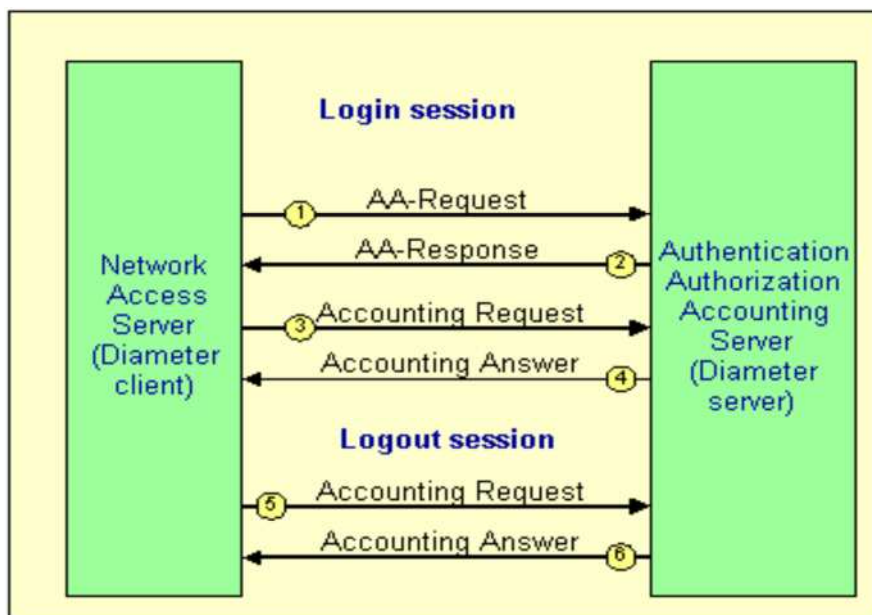 Login session
1
AA-Request
AA-Response
2
Network
Access
Server
(Diameter
client)
Authentication
Authorization
Accounting
Server
(Diameter
server)
3
Accounting Request
Accounting Answer
4
Logout session
5
Accounting Request
Accounting Answer
6